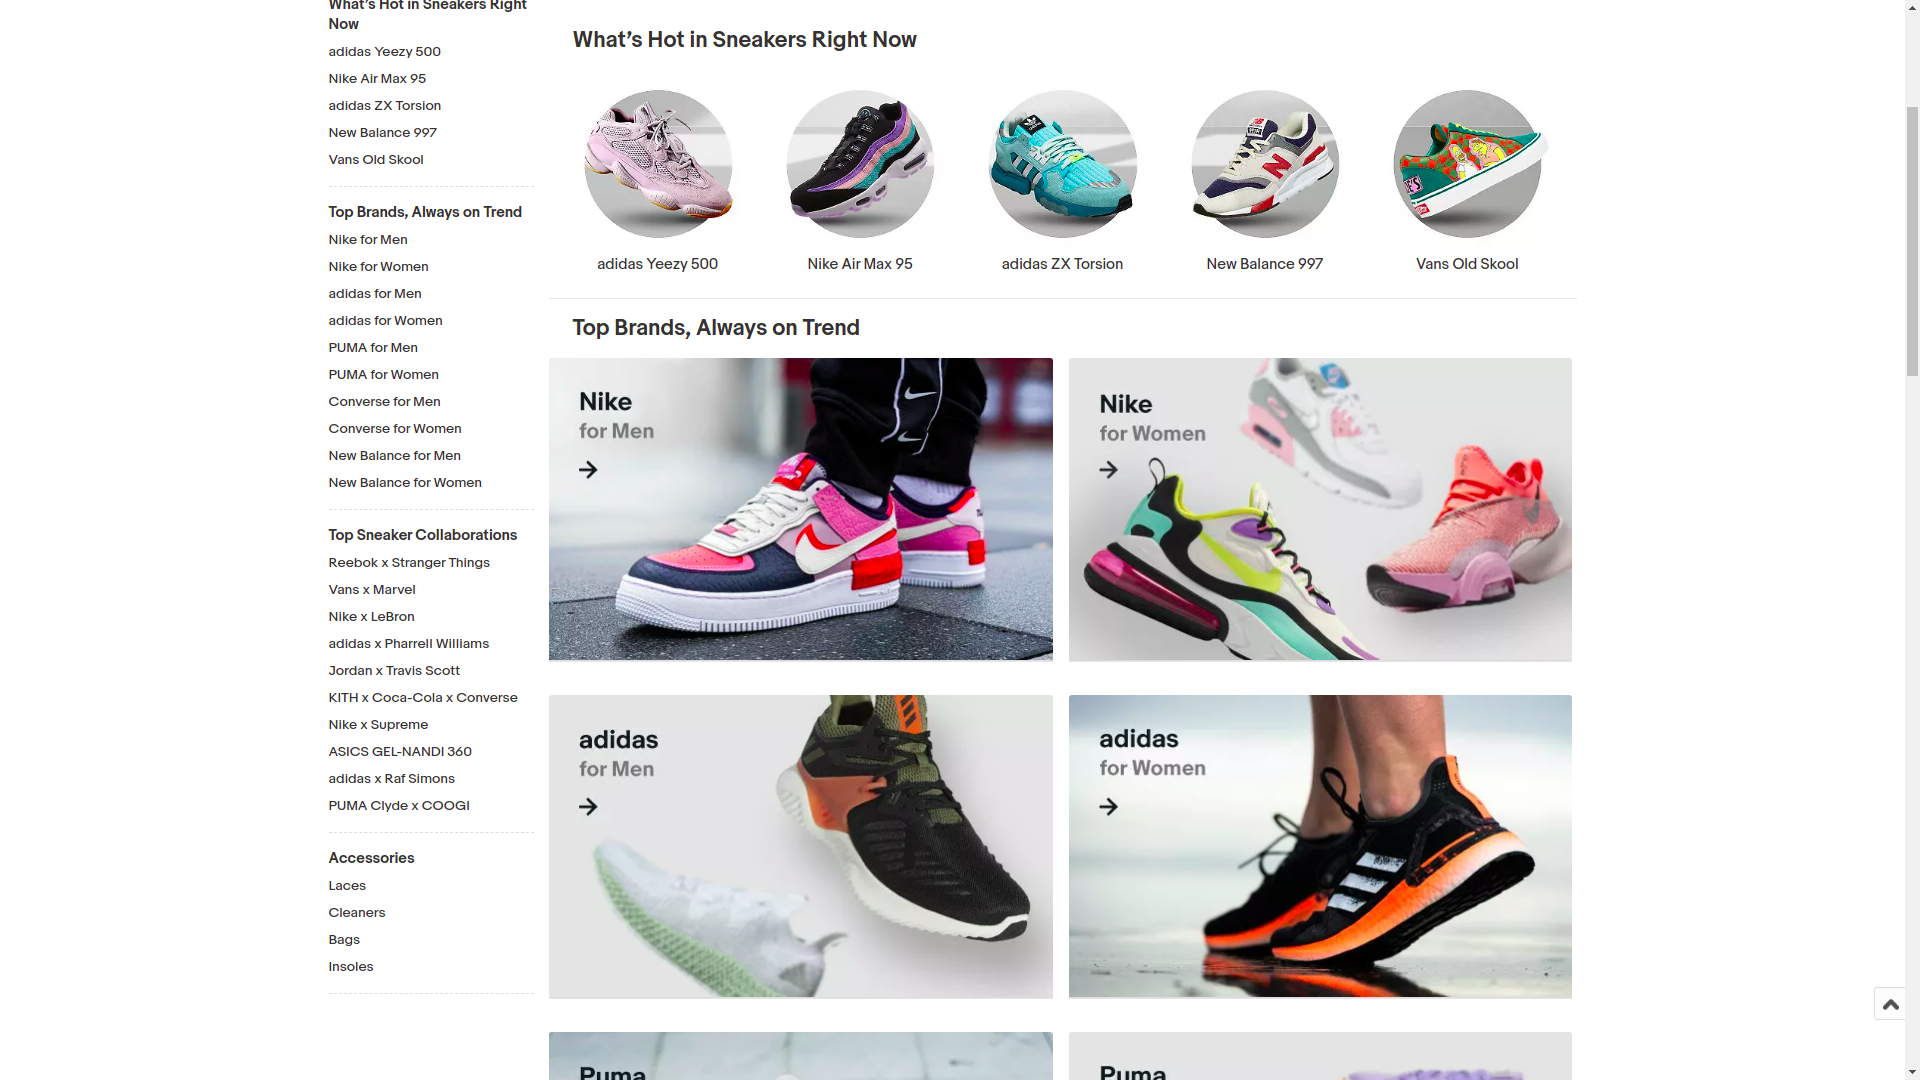 What's Hot in Sneakers Right
Now
adidas Yeezy 500
Nike Air Max 95
adidas ZX Torsion
New Balance 997
Vans Old Skool
Top Brands, Always on Trend
Nike for Men
Nike for Women
adidas for Men
adidas for Women
PUMA for Men
PUMA for Women
Converse for Men
Converse for Women
New Balance for Men
New Balance for Women
Top Sneaker Collaborations
Reebok x Stranger Things
Vans x Marvel
Nike x LeBron
adidas x Pharrell Williams
Jordan x Travis Scott
KITH x Coca-Cola x Converse
Nike x Supreme
ASICS GEL-NANDI 360
adidas x Raf Simons
PUMA Clyde x COOGI
Accessories
Laces
Cleaners
Bags
Insoles
What's Hot in Sneakers Right Now
adidas Yeezy 500
Nike Air Max 95
adidas ZX Torsion
New Balance 997
Vans Old Skool
Top Brands, Always on Trend
Nike
for Men
Nike
for Women
adidas
for Men
adidas
for Women
Puma
Puma